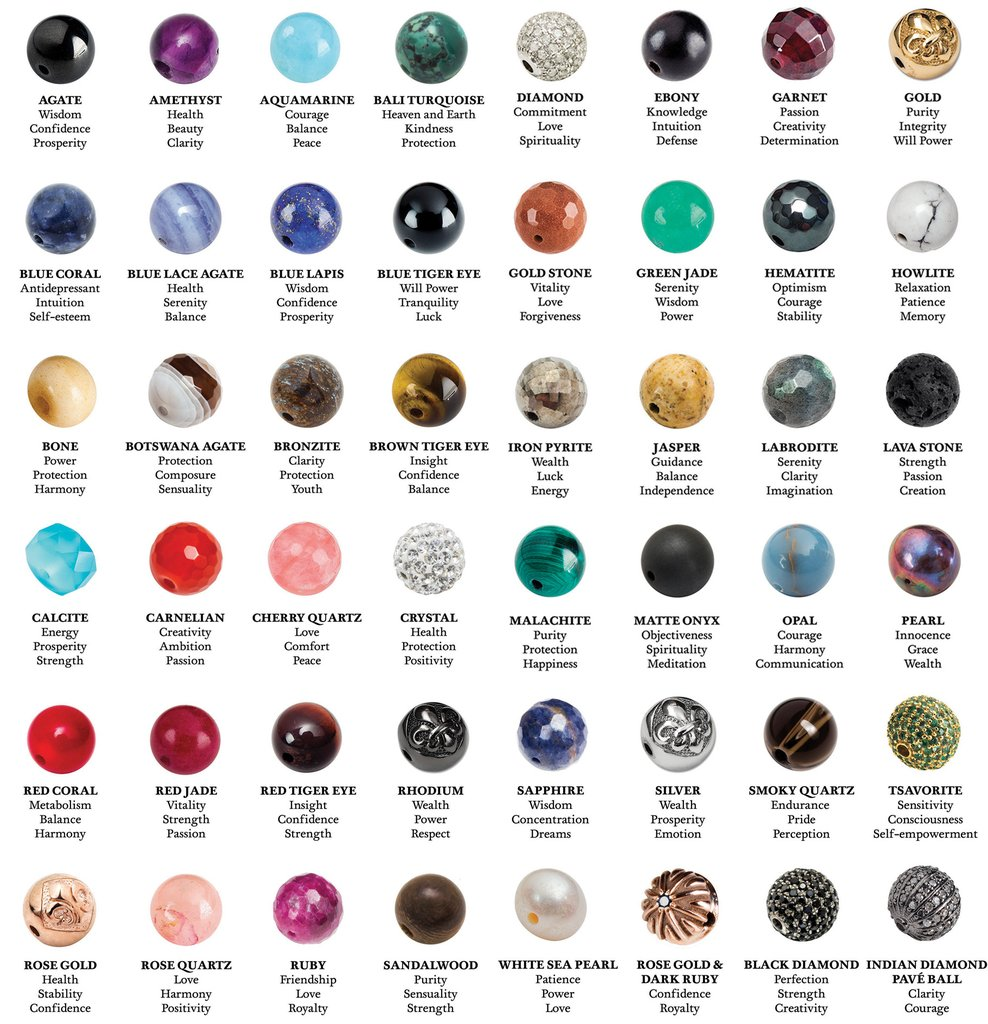 AGATE
Wisdom
Confidence
Prosperity
AMETHYST
Health
Beauty
Clarity
AQUAMARINE
Courage
Balance
Peace
BALI TURQUOISE
Heaven and Earth
Kindness
Protection
DIAMOND
Commitment
Love
Spirituality
EBONY
Knowledge
Intuition
Defense
GARNET
Passion
Creativity
Determination
GOLD
Purity
Integrity
Will Power
BLUE CORAL
Antidepressant
Intuition
Self-esteem
BLUE LACE AGATE
Health
Serenity
Balance
BLUE LAPIS
Wisdom
Confidence
Prosperity
BLUE TIGER EYE
Will Power
Tranquility
Luck
GOLD STONE
Vitality
Love
Forgiveness
GREEN JADE
Serenity
Wisdom
Power
HEMATITE
Optimism
Courage
Stability
HOWLITE
Relaxation
Patience
Memory
BONE
Power
Protection
Harmony
BOTSWANA AGATE
Protection
Composure
Sensuality
BRONZITE
Clarity
Protection
Youth
BROWN TIGER EYE
Insight
Confidence
Balance
IRON PYRITE
Wealth
Luck
Energy
JASPER
Guidance
Balance
Independence
LABRODITE
Serenity
Clarity
Imagination
LAVA STONE
Strength
Passion
Creation
CALCITE
Energy
Prosperity
Strength
CARNELIAN
Creativity
Ambition
Passion
CHERRY QUARTZ
Love
Comfort
Peace
CRYSTAL
Health
Protection
Positivity
MALACHITE
Purity
Protection
Happiness
MATTE ONYX
Objectiveness
Spirituality
Meditation
OPAL
Courage
Harmony
Communication
PEARL
Innocence
Grace
Wealth
RED CORAL
Metabolism
Balance
Harmony
RED JADE
Vitality
Strength
Passion
RED TIGER EYE
Insight
Confidence
Strength
RHODIUM
Wealth
Power
Respect
SAPPHIRE
Wisdom
Concentration
Dreams
SILVER
Wealth
Prosperity
Emotion
SMOKY QUARTZ
Endurance
Pride
Perception
TSAVORITE
Sensitivity
Consciousness
Self-empowerment
ROSE GOLD
Health
Stability
Confidence
ROSE QUARTZ
Love
Harmony
Positivity
RUBY
Friendship
Love
Royalty
SANDALWOOD
Purity
Sensuality
Strength
WHITE SEA PEARL
Patience
Power
Love
ROSE GOLD &
DARK RUBY
Confidence
Royalty
BLACK DIAMOND
Perfection
Strength
Creativity
INDIAN DIAMOND
PAVÉ BALL
Clarity
Courage